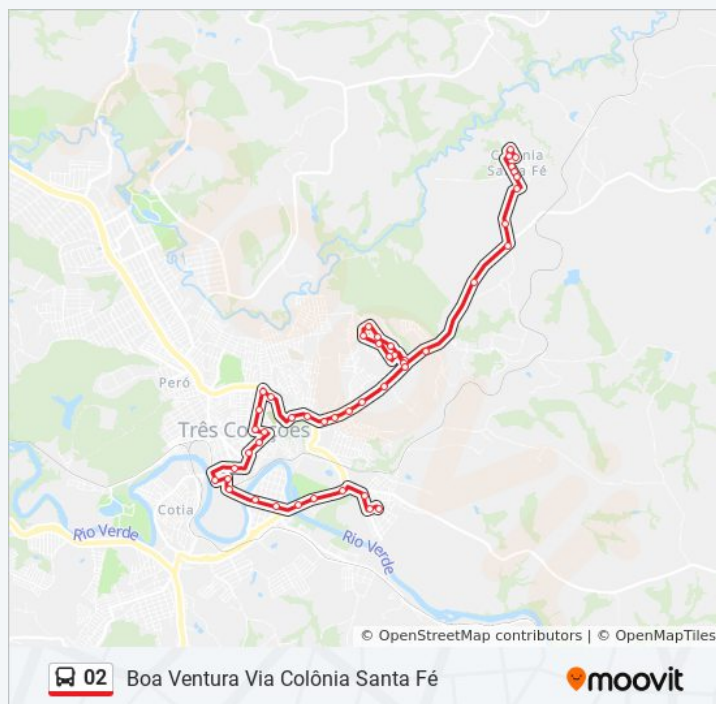 Colônia
Santa Fé
Peró
Três Corações
Cotia
Rio Verde
Rio Verde
© OpenStreetMap contributors | © OpenMapTiles
02 Boa Ventura Via Colônia Santa Fé
moovit